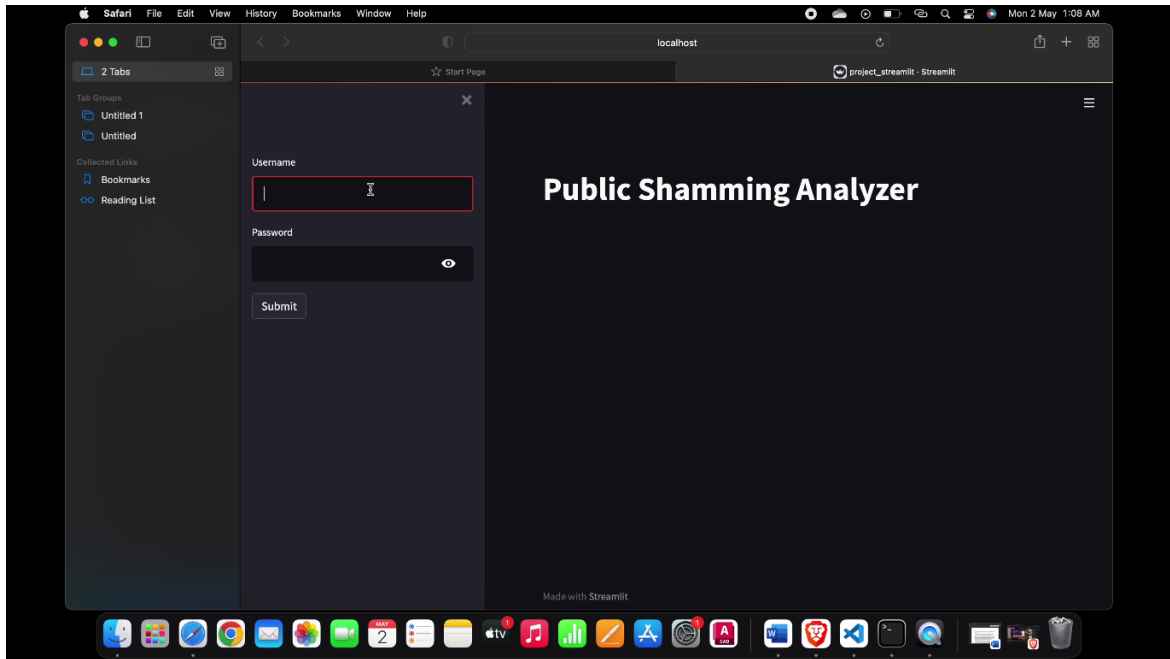 Safari File Edit View History Bookmarks Window Help Mon 2 May 1:08 AM
localhost
2 Tabs
Start Page
project_streamlit - Streamlit
Tab Groups
Untitled 1
Untitled
Collected Links
Bookmarks
Reading List
Username
Password
Submit
Public Shamming Analyzer
Made with Streamlit
MAY
2
tv
1
1
A
CAD
W